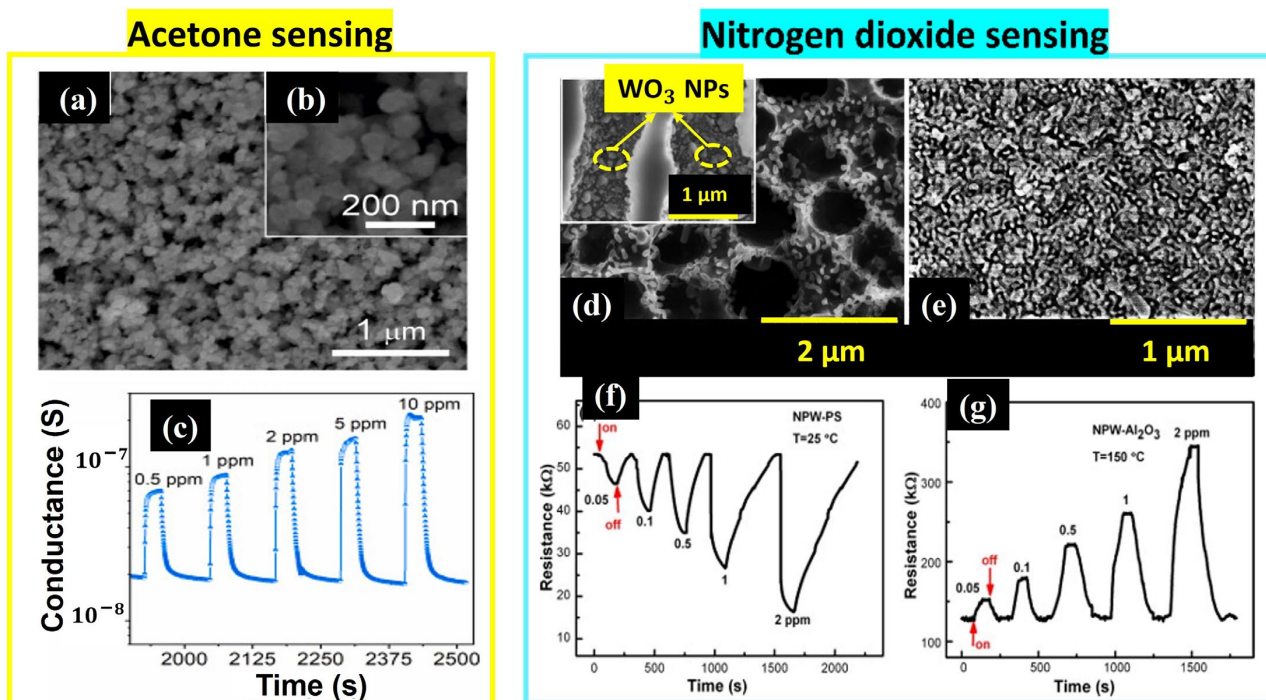 Acetone sensing
(a)
(b)
200 nm
1 μm
(c)
Conductance (S)
10⁻⁷
10⁻⁸
0.5 ppm
1 ppm
2 ppm
5 ppm
10 ppm
2000 2125 2250 2375 2500
Time (s)
Nitrogen dioxide sensing
WO₃ NPs
1 μm
(d)
2 μm
(e)
1 μm
(f)
NPW-PS
T=25 °C
Resistance (kΩ)
60
50
40
30
20
10
on
off
0.05
0.1
0.5
1
2 ppm
0 500 1000 1500 2000
Time (s)
(g)
NPW-Al₂O₃
T=150 °C
Resistance (kΩ)
400
350
300
250
200
150
100
on
off
0.05
0.1
0.5
1
2 ppm
0 500 1000 1500
Time (s)